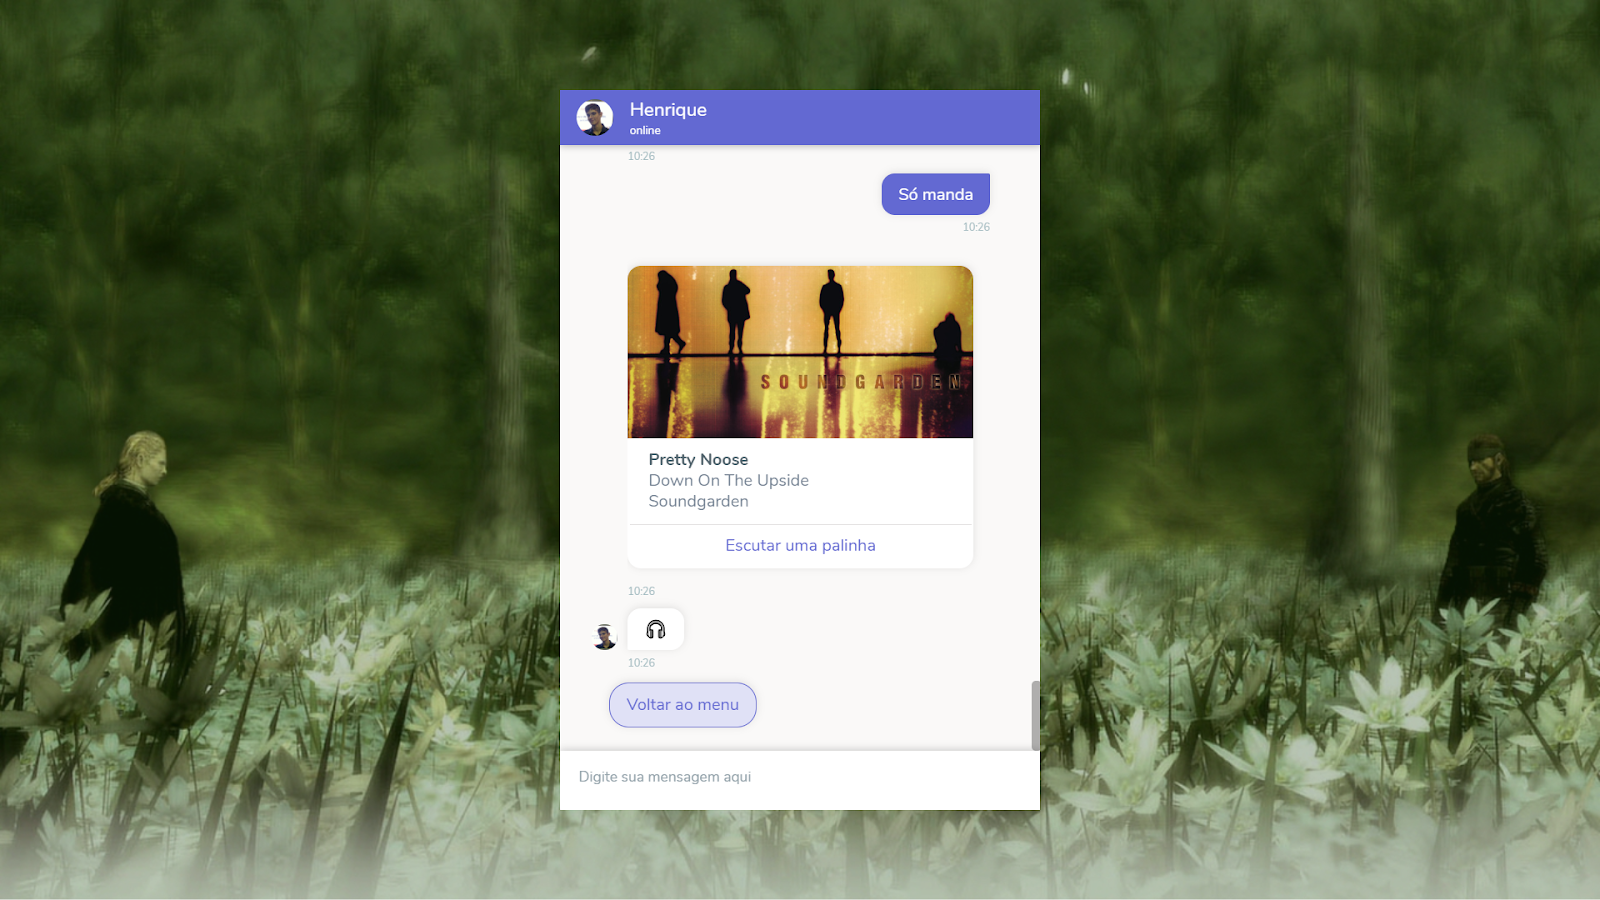 Henrique
online
10:26
Só manda
10:26
SOUNDGARDEN
Pretty Noose
Down On The Upside
Soundgarden
Escutar uma palinha
10:26
10:26
Voltar ao menu
Digite sua mensagem aqui